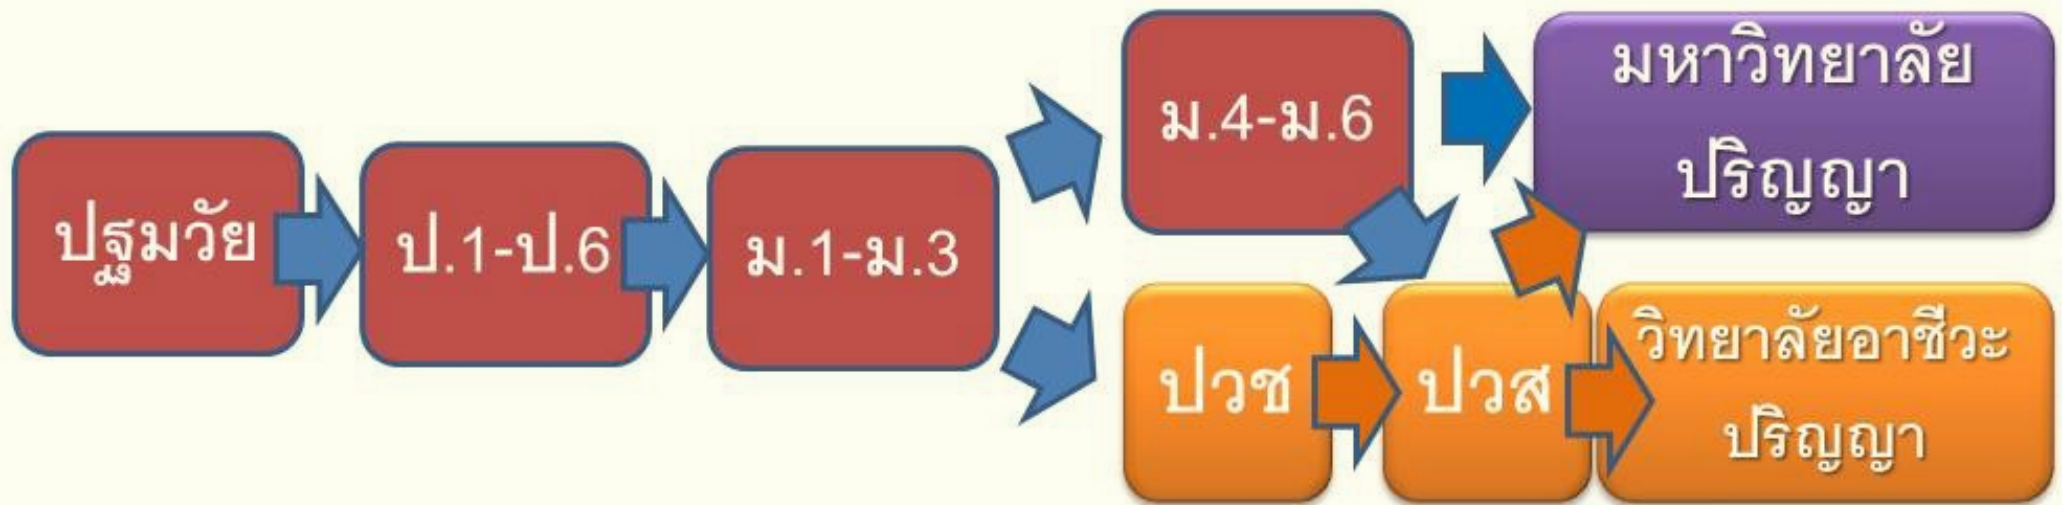 ปฐมวัย
ป.1-ป.6
ม.1-ม.3
ม.4-ม.6
มหาวิทยาลัย
ปริญญา
ปวช
ปวส
วิทยาลัยอาชีวะ
ปริญญา